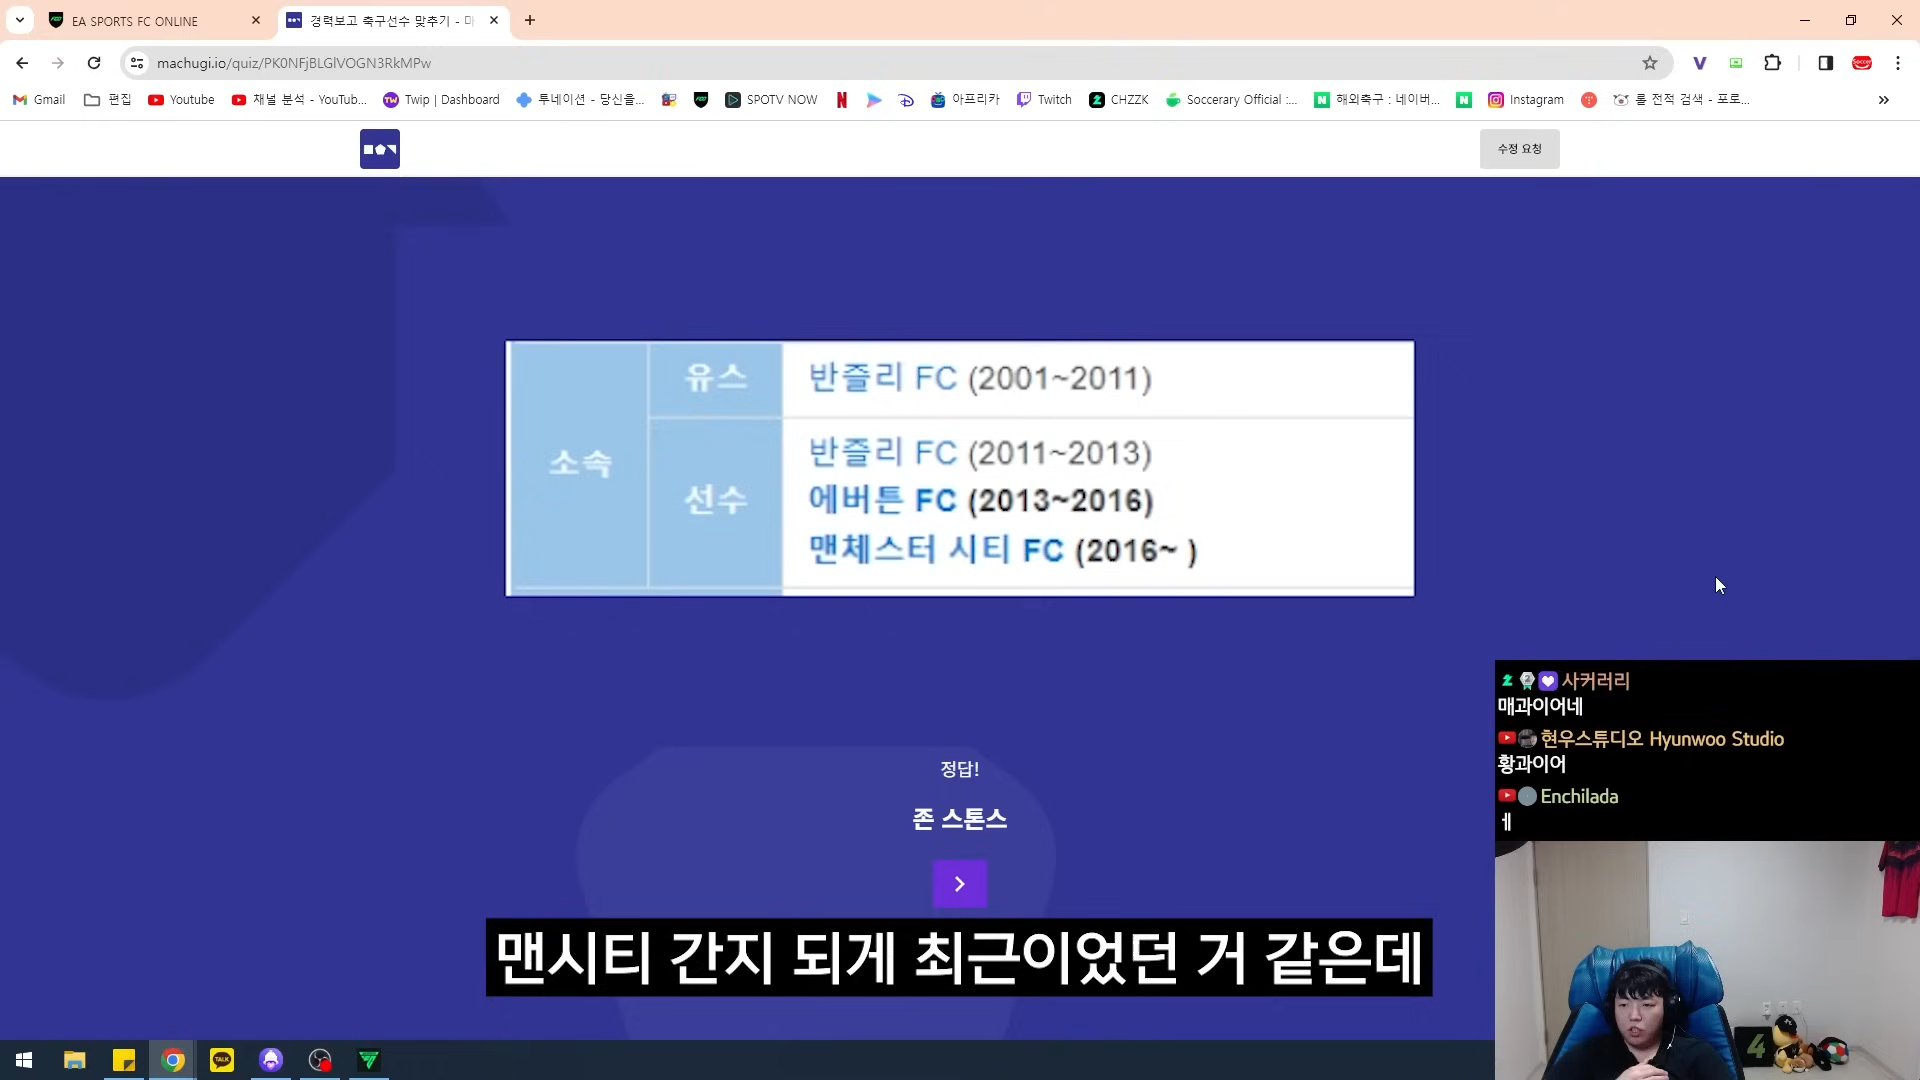 EA SPORTS FC ONLINE
경력보고 축구선수 맞추기 -
machugi.io/quiz/PK0NFjBLGlVOGN3RkMPw
Gmail
편집
Youtube
채널 분석 - YouTub...
Twip | Dashboard
투네이션 - 당신을...
SPOTV NOW
아프리카
Twitch
CHZZK
Soccerary Official :...
해외축구 : 네이버...
Instagram
롤 전적 검색 - 포로...
수정 요청
유스
반즐리 FC (2001~2011)
소속
선수
반즐리 FC (2011~2013)
에버튼 FC (2013~2016)
맨체스터 시티 FC (2016~ )
정답!
존 스톤스
맨시티 간지 되게 최근이었던 거 같은데
사커러리
매과이어네
현우스튜디오 Hyunwoo Studio
황과이어
Enchilada
ㅔ
TALK
4